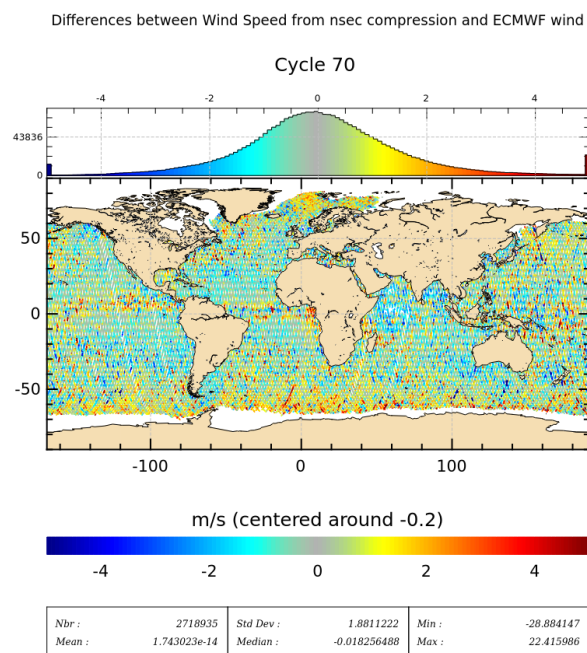 Differences between Wind Speed from nsec compression and ECMWF wind
Cycle 70
-4 -2 0 2 4
43836
0
50
0
-50
-100 0 100
m/s (centered around -0.2)
-4 -2 0 2 4
Nbr : 2718935 Std Dev : 1.8811222 Min : -28.884147
Mean : 1.743023e-14 Median : -0.018256488 Max : 22.415986